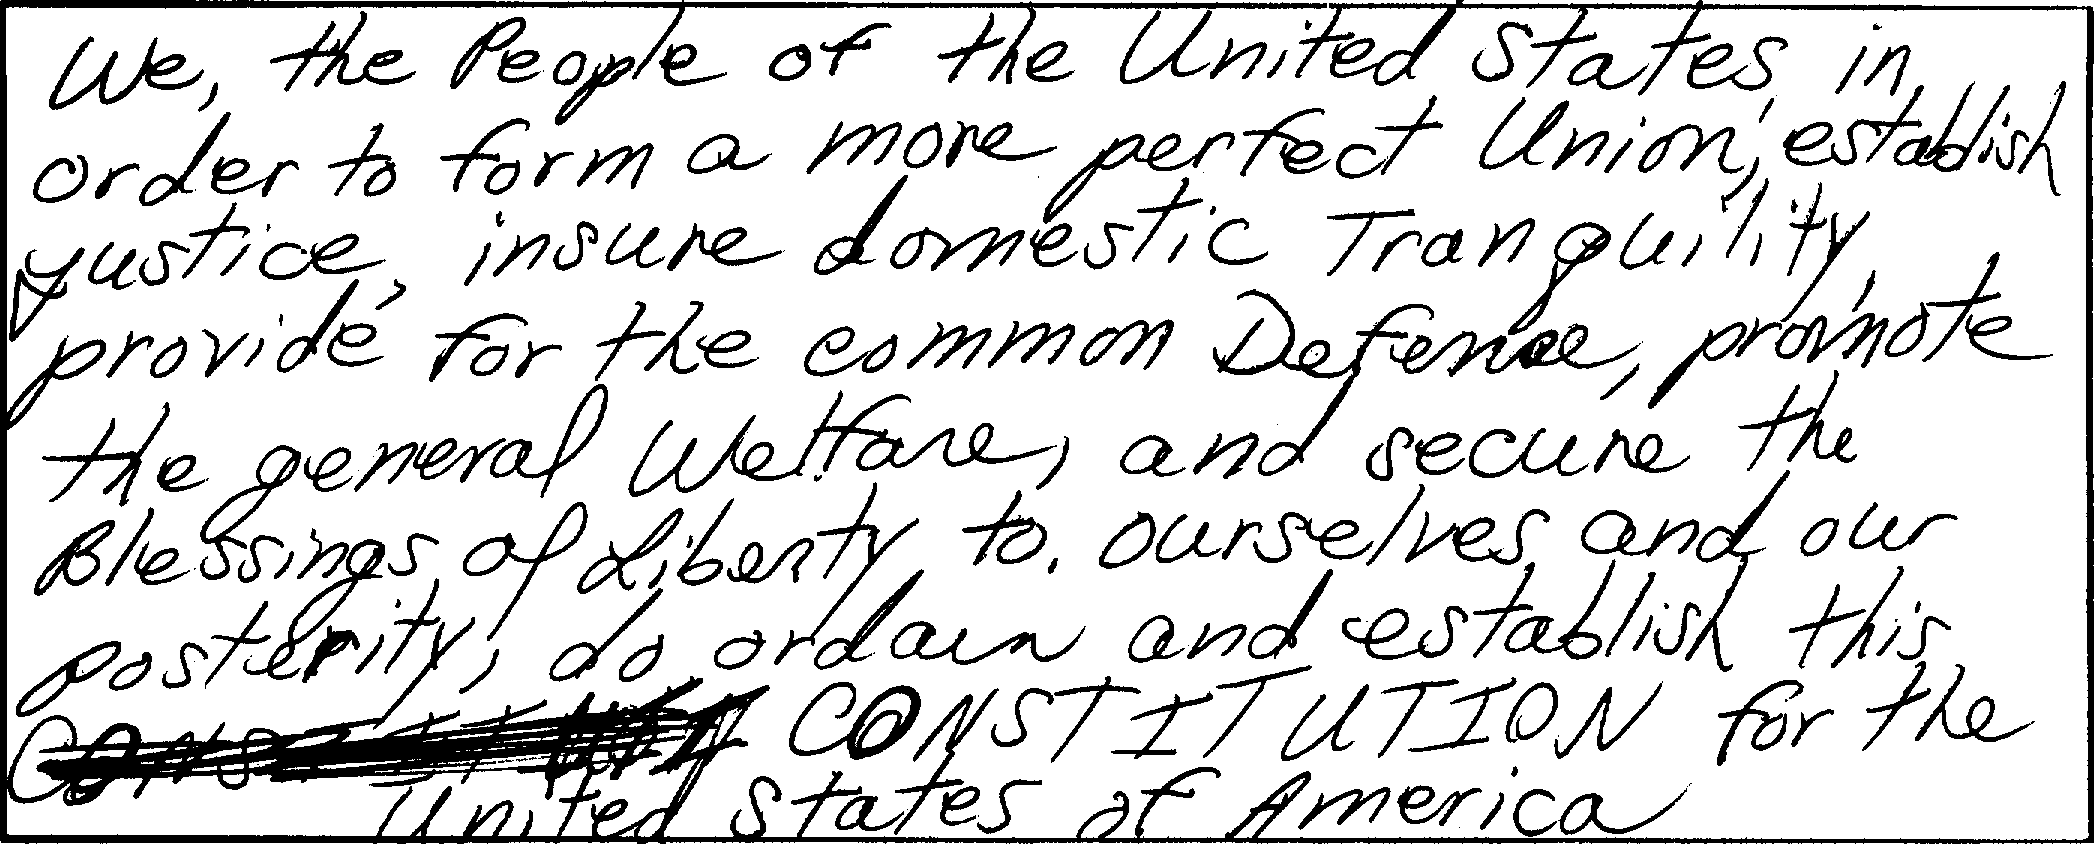 We, the People of the United States, in
order to form a more perfect Union, establish
justice, insure domestic Tranquility,
provide for the common Defense, promote
the general Welfare, and secure the
Blessings of Liberty to. ourselves and our
posterity, do ordain and establish this
CONSTITUTION for the
United States of America